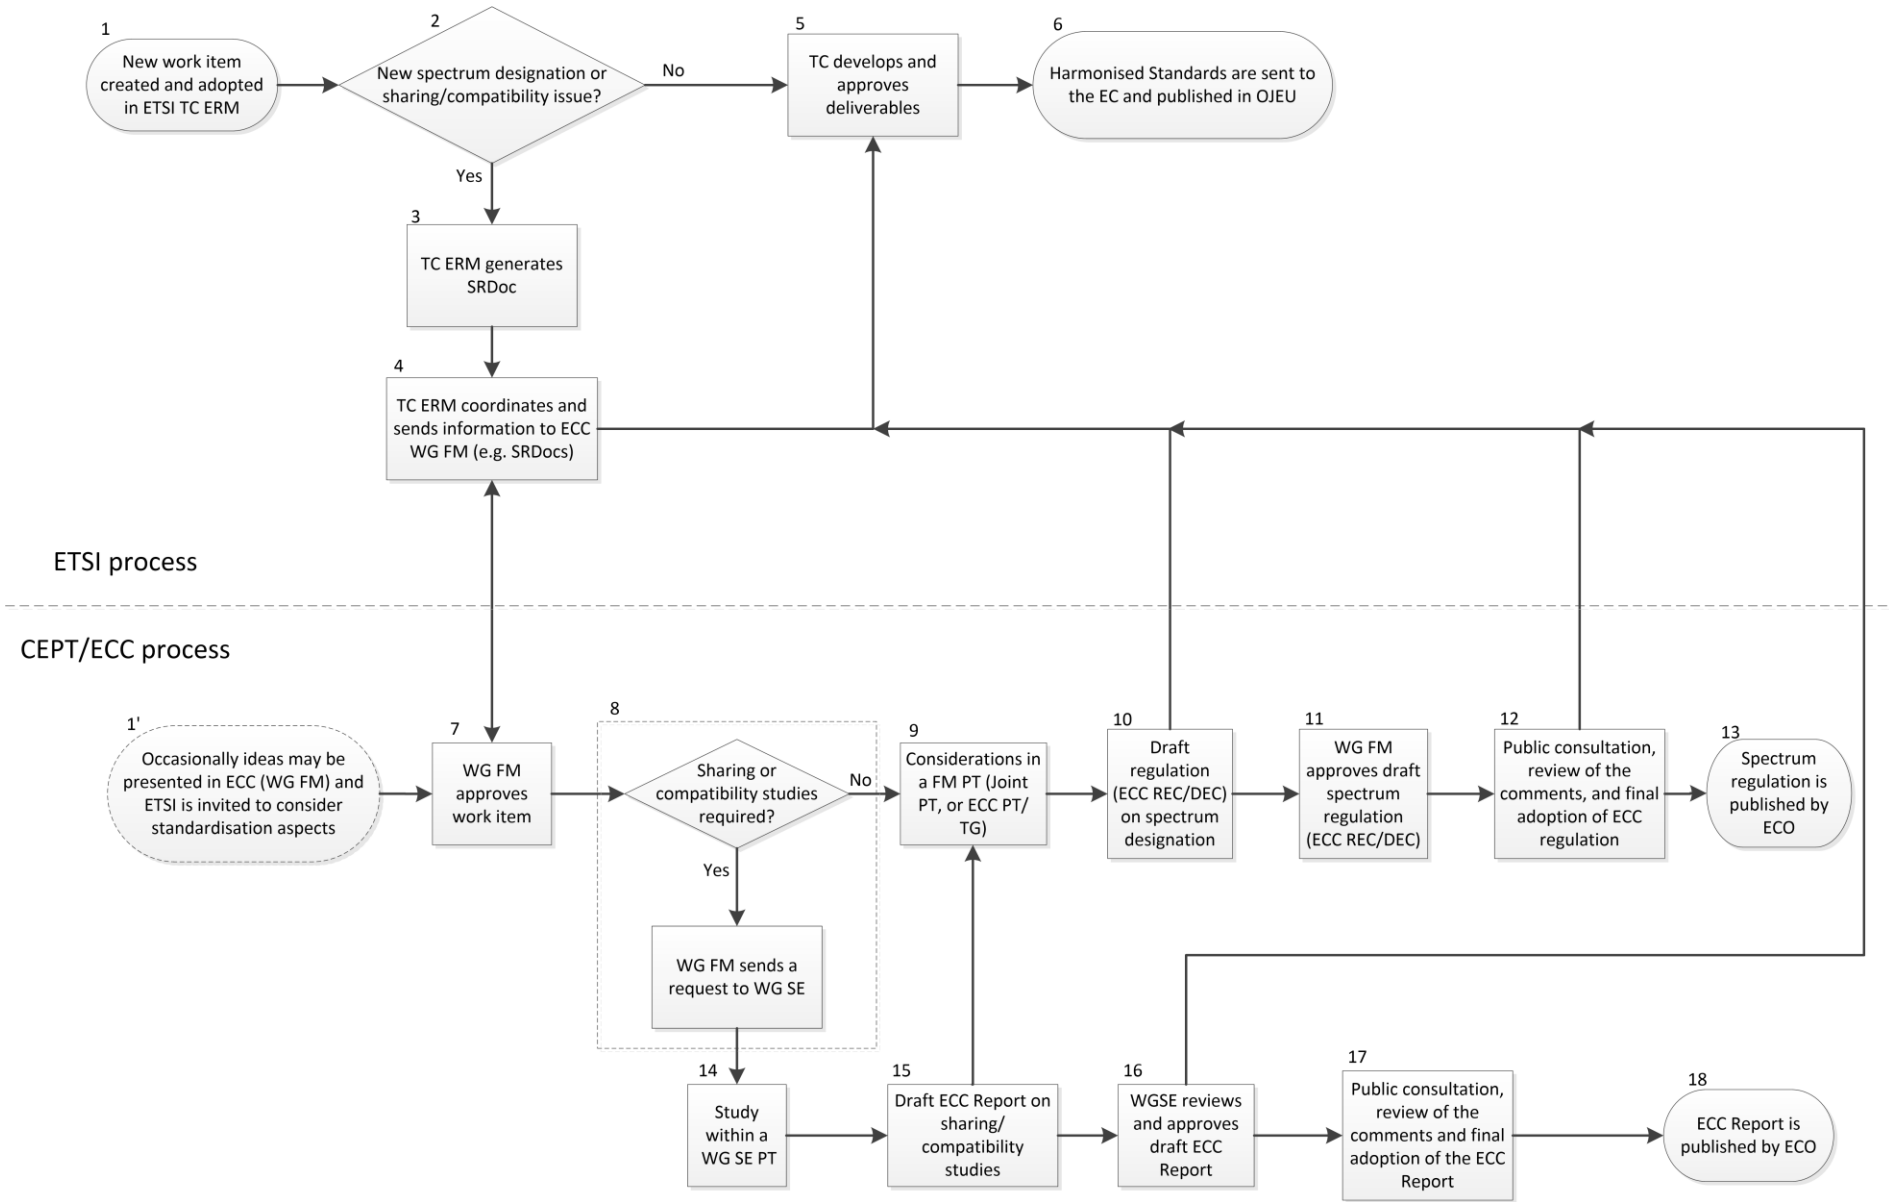 1
New work item
created and adopted
in ETSI TC ERM
2
New spectrum designation or
sharing/compatibility issue?
No
Yes
5
TC develops and
approves
deliverables
6
Harmonised Standards are sent to
the EC and published in OJEU
3
TC ERM generates
SRDoc
4
TC ERM coordinates and
sends information to ECC
WG FM (e.g. SRDocs)
ETSI process
CEPT/ECC process
1'
Occasionally ideas may be
presented in ECC (WG FM) and
ETSI is invited to consider
standardisation aspects
7
WG FM
approves
work item
8
Sharing or
compatibility studies
required?
No
Yes
WG FM sends a
request to WG SE
9
Considerations in
a FM PT (Joint
PT, or ECC PT/
TG)
10
Draft
regulation
(ECC REC/DEC)
on spectrum
designation
11
WG FM
approves draft
spectrum
regulation
(ECC REC/DEC)
12
Public consultation,
review of the
comments, and final
adoption of ECC
regulation
13
Spectrum
regulation is
published by
ECO
14
Study
within a
WG SE PT
15
Draft ECC Report on
sharing/
compatibility
studies
16
WGSE reviews
and approves
draft ECC
Report
17
Public consultation,
review of the
comments and final
adoption of the ECC
Report
18
ECC Report is
published by ECO